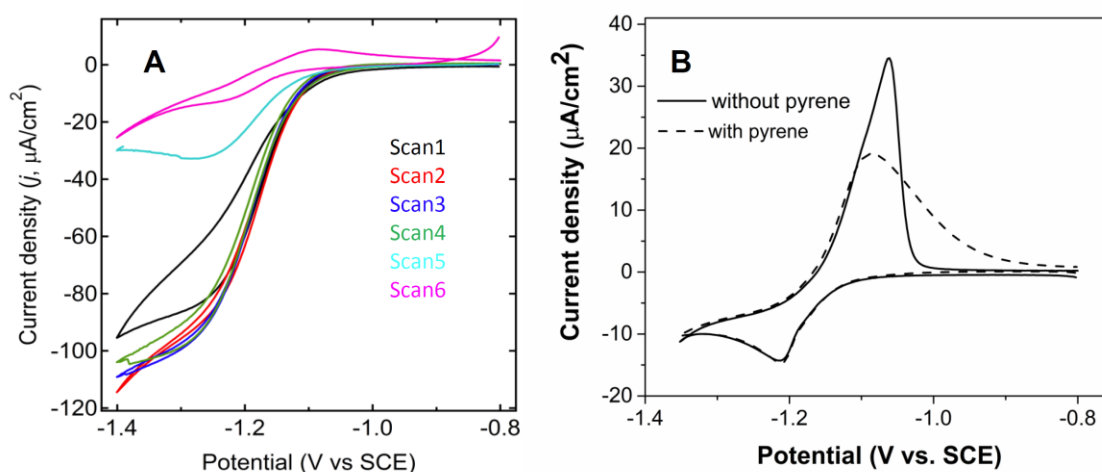 A
Current density (j, μA/cm²)
0
-20
-40
-60
-80
-100
-120
Scan1
Scan2
Scan3
Scan4
Scan5
Scan6
-1.4
-1.2
-1.0
-0.8
Potential (V vs SCE)
B
Current density (μA/cm²)
40
30
20
10
0
-10
-20
without pyrene
with pyrene
-1.4
-1.2
-1.0
-0.8
Potential (V vs. SCE)